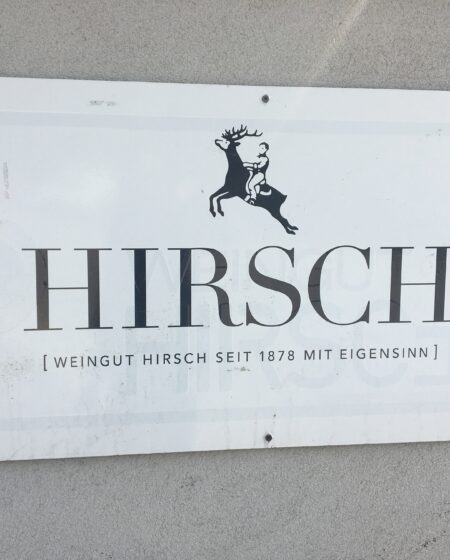 HIRSCH
[ WEINGUT HIRSCH SEIT 1878 MIT EIGENSINN ]